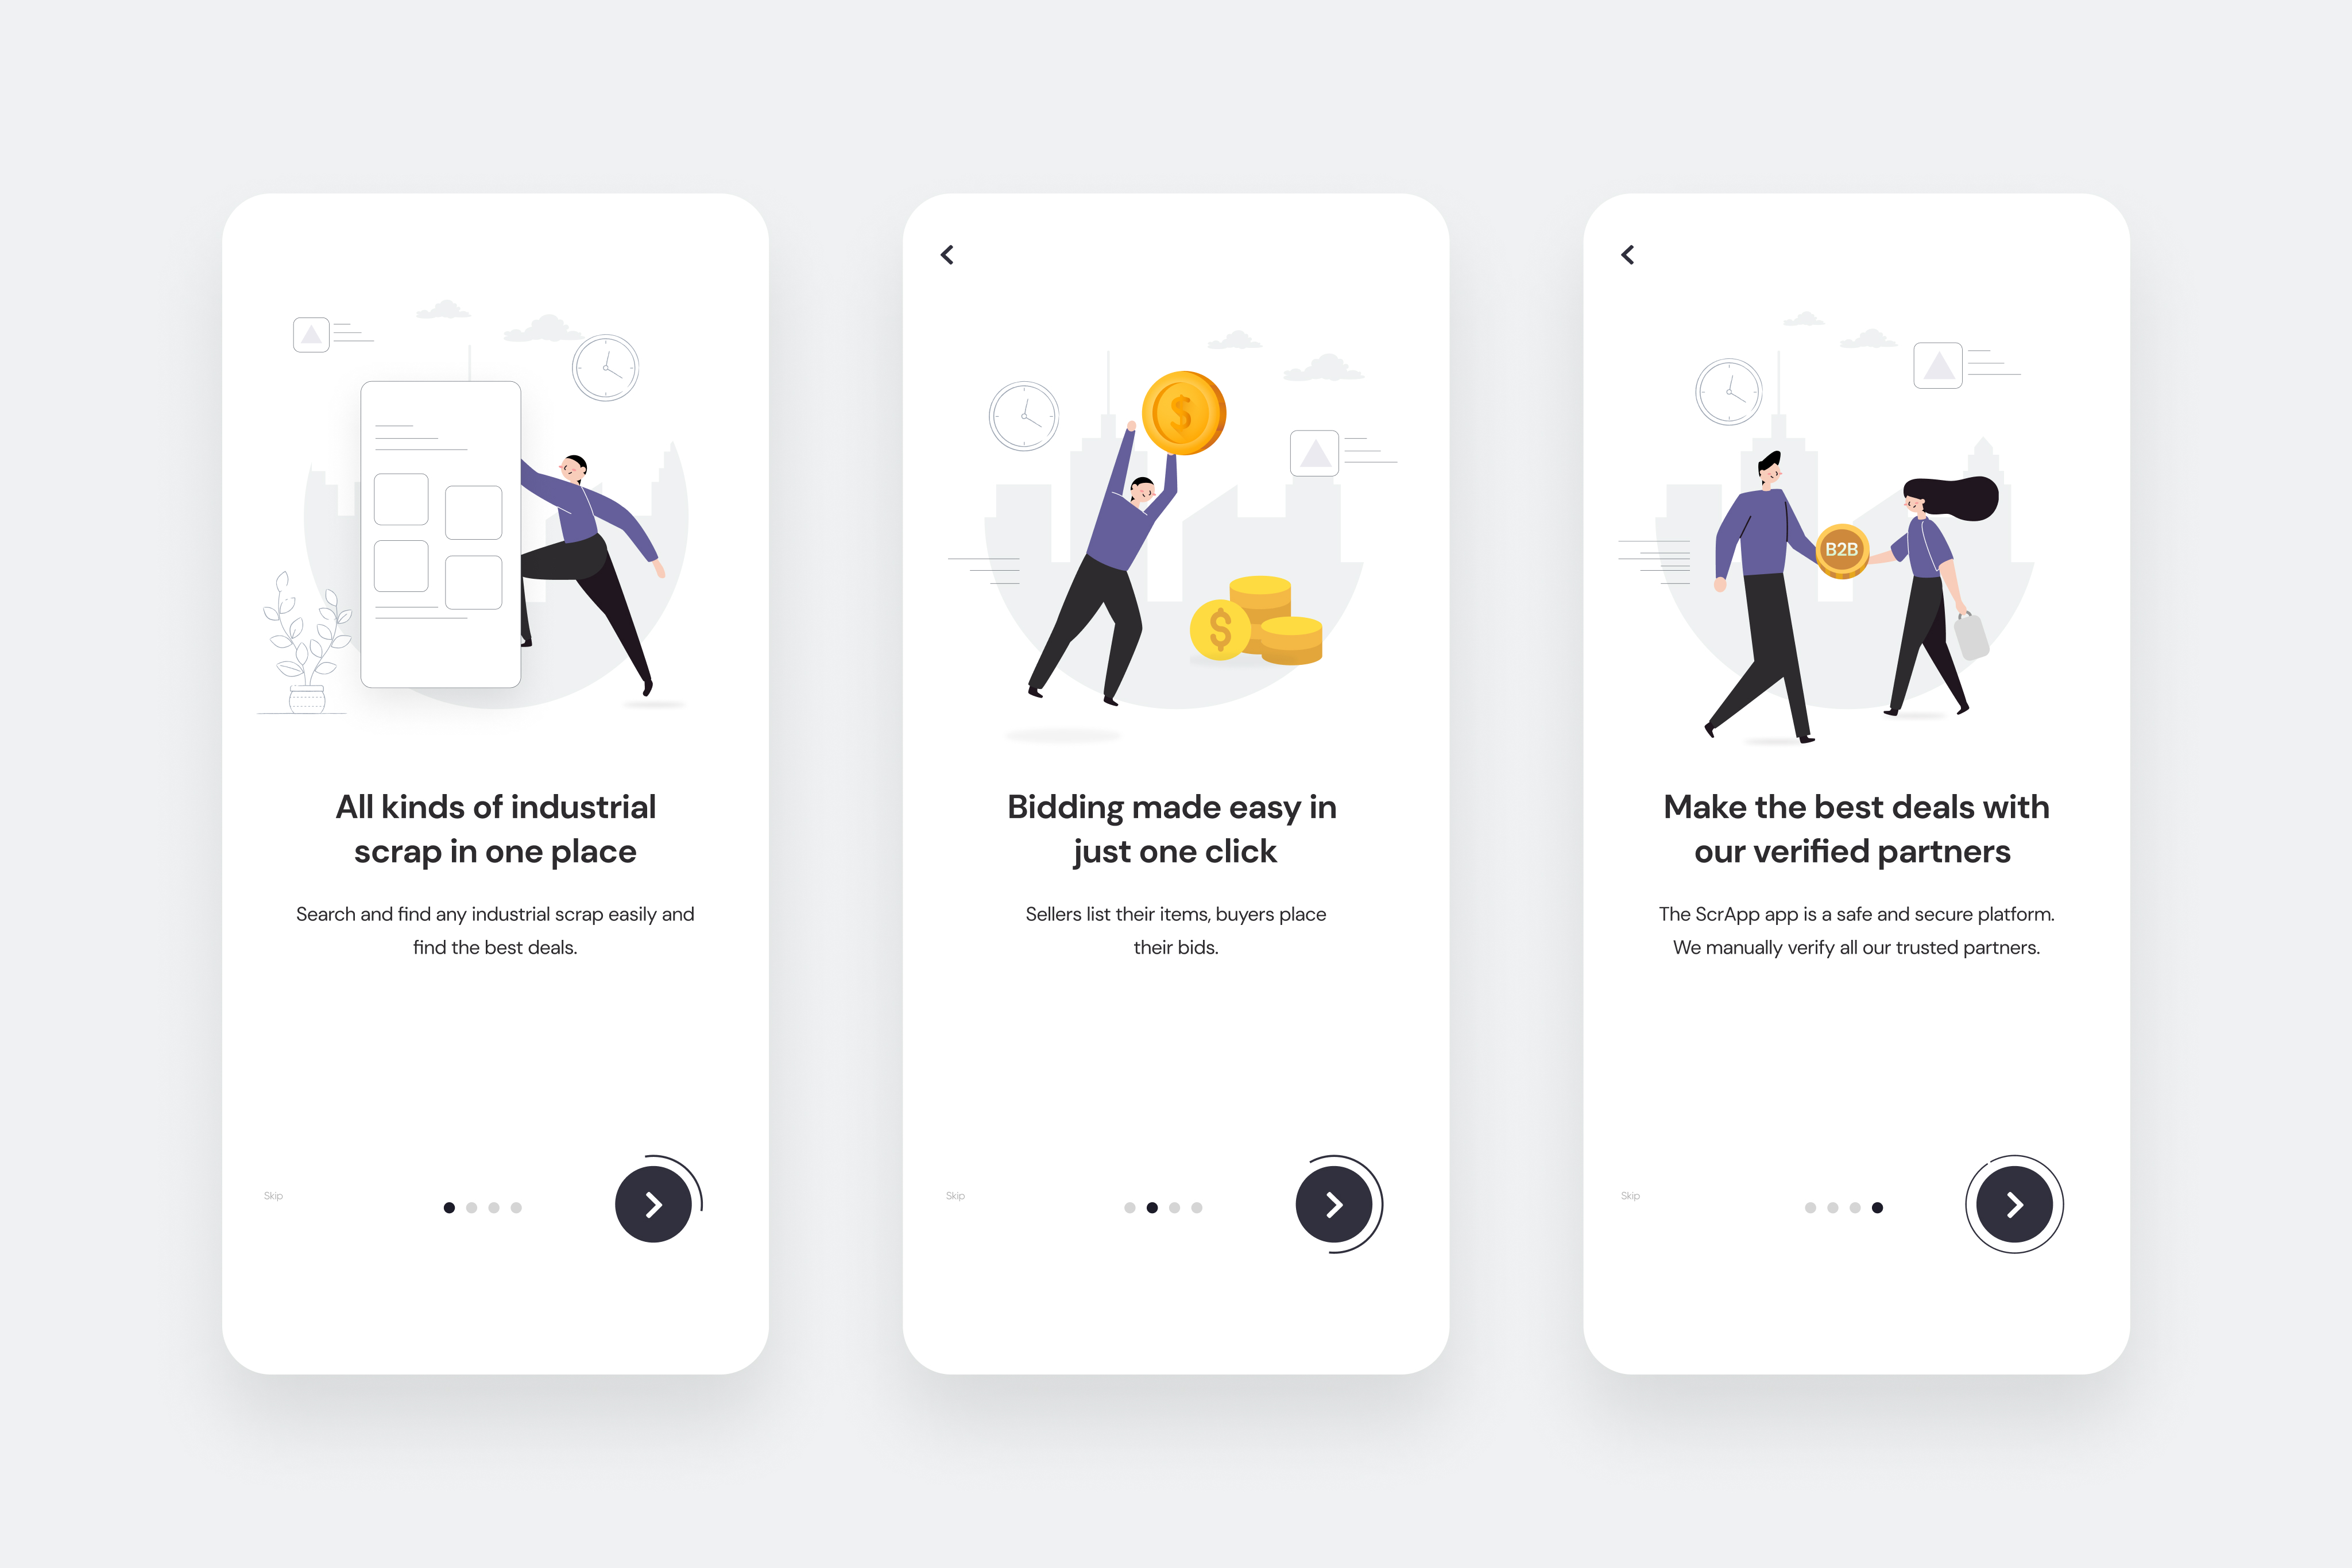 All kinds of industrial
scrap in one place
Search and find any industrial scrap easily and
find the best deals.
Skip
$
$
Bidding made easy in
just one click
Sellers list their items, buyers place
their bids.
Skip
B2B
Make the best deals with
our verified partners
The ScrApp app is a safe and secure platform.
We manually verify all our trusted partners.
Skip